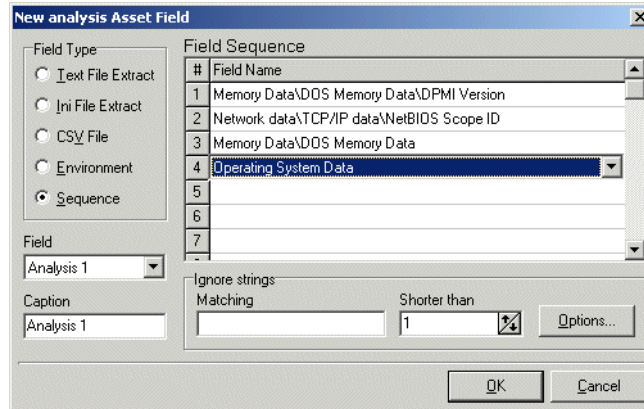 New analysis Asset Field
Field Type
Text File Extract
Ini File Extract
CSV File
Environment
Sequence
Field
Analysis 1
Caption
Analysis 1
Field Sequence
# Field Name
1 Memory Data\DOS Memory Data\DPMI Version
2 Network data\TCP/IP data\NetBIOS Scope ID
3 Memory Data\DOS Memory Data
4 Operating System Data
5
6
7
Ignore strings
Matching
Shorter than
1
Options...
OK
Cancel